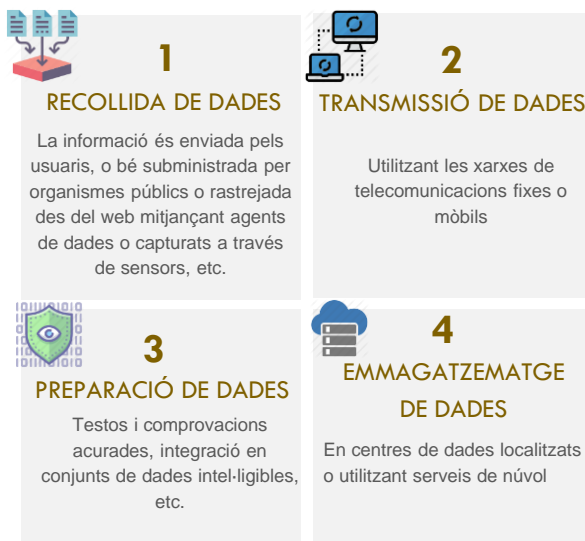 1
RECOLLIDA DE DADES
La informació és enviada pels
usuaris, o bé subministrada per
organismes públics o rastrejada
des del web mitjançant agents
de dades o capturats a través
de sensors, etc.
2
TRANSMISSIÓ DE DADES
Utilitzant les xarxes de
telecomunicacions fixes o
mòbils
3
PREPARACIÓ DE DADES
Testos i comprovacions
acurades, integració en
conjunts de dades intel·ligibles,
etc.
4
EMMAGATZEMATGE
DE DADES
En centres de dades localitzats
o utilitzant serveis de núvol